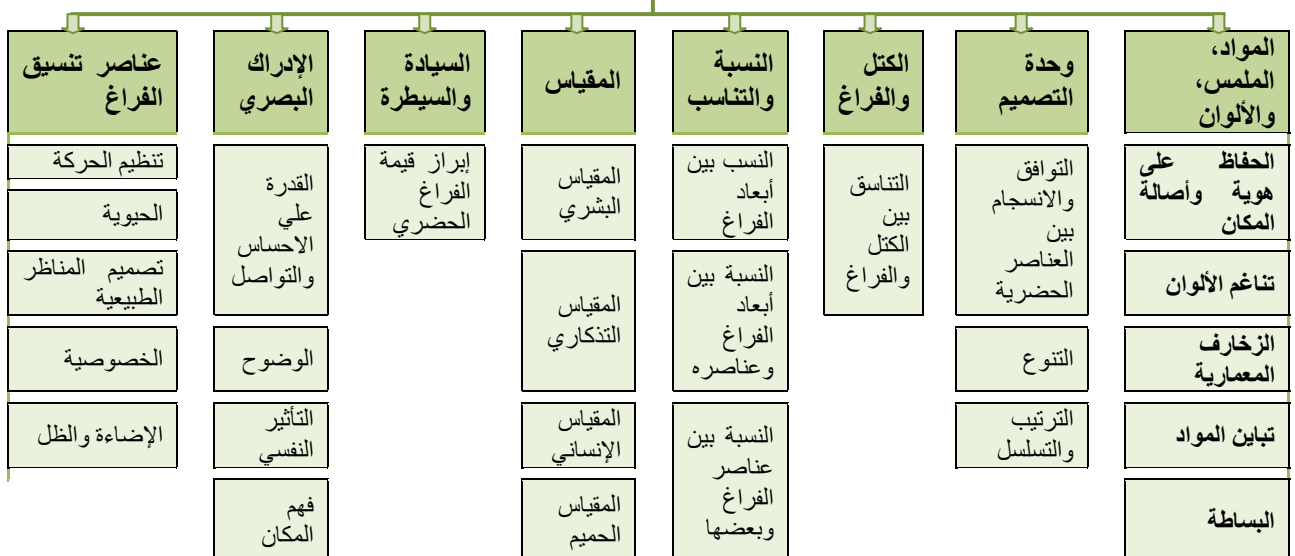 المواد،
الملمس،
والألوان
الحفاظ على
هوية وأصالة
المكان
تناغم الألوان
الزخارف
المعمارية
تباين المواد
البساطة
وحدة
التصميم
التوافق
والانسجام
بين
العناصر
الحضرية
التنوع
الترتيب
والتسلسل
الكتل
والفراغ
التناسق
بين
الكتل
والفراغ
النسبة
والتناسب
النسب بين
أبعاد
الفراغ
النسبة بين
أبعاد
الفراغ
وعناصره
النسبة بين
عناصر
الفراغ
وبعضها
المقياس
المقياس
البشري
المقياس
التذكاري
المقياس
الإنساني
المقياس
الحميم
السيادة
والسيطرة
إبراز قيمة
الفراغ
الحضري
الإدراك
البصري
القدرة
علي
الاحساس
والتواصل
الوضوح
التأثير
النفسي
فهم
المكان
عناصر تنسيق
الفراغ
تنظيم الحركة
الحيوية
تصميم المناظر
الطبيعية
الخصوصية
الإضاءة والظل